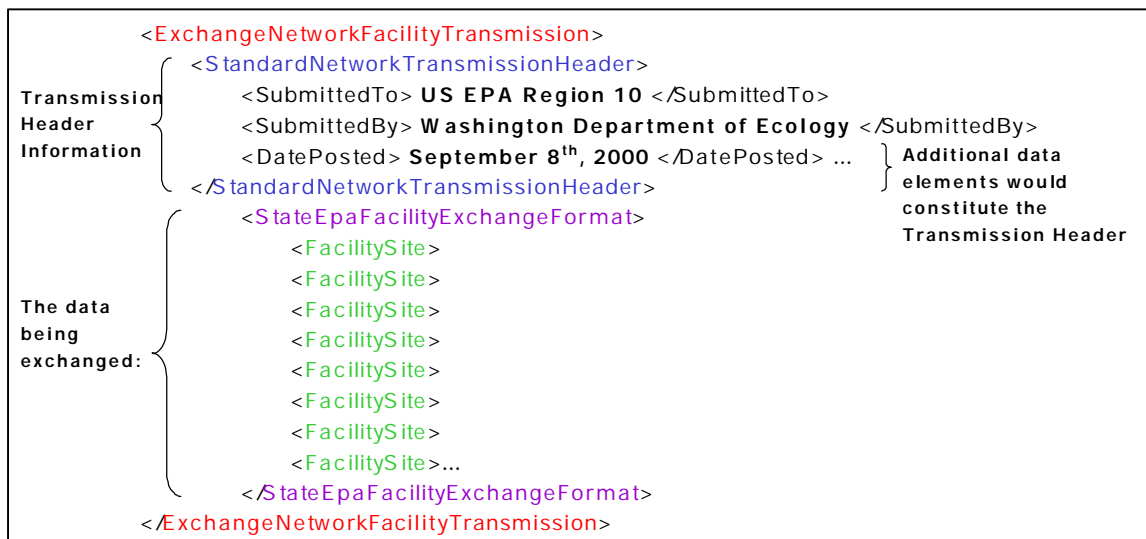 <ExchangeNetworkFacilityTransmission>
<StandardNetworkTransmissionHeader>
Transmission
Header
Information
<SubmittedTo> US EPA Region 10 </SubmittedTo>
<SubmittedBy> Washington Department of Ecology </SubmittedBy>
<DatePosted> September 8th, 2000 </DatePosted> ...
Additional data
elements would
constitute the
Transmission Header
</StandardNetworkTransmissionHeader>
<StateEpaFacilityExchangeFormat>
The data
being
exchanged:
<FacilitySite>
<FacilitySite>
<FacilitySite>
<FacilitySite>
<FacilitySite>
<FacilitySite>
<FacilitySite>
<FacilitySite>...
</StateEpaFacilityExchangeFormat>
</ExchangeNetworkFacilityTransmission>